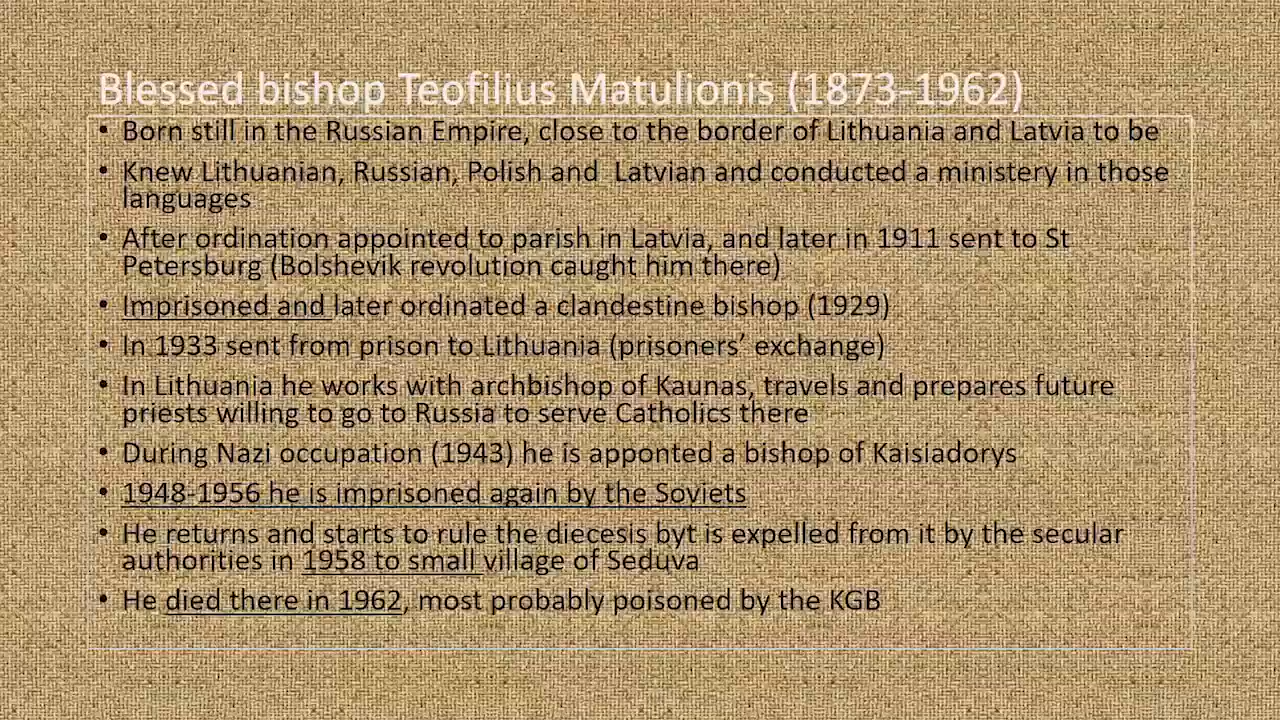 Blessed bishop Teofilius Matulionis (1873-1962)
• Born still in the Russian Empire, close to the border of Lithuania and Latvia to be
• Knew Lithuanian, Russian, Polish and Latvian and conducted a ministery in those
languages
• After ordination appointed to parish in Latvia, and later in 1911 sent to St
Petersburg (Bolshevik revolution caught him there)
• Imprisoned and later ordinated a clandestine bishop (1929)
• In 1933 sent from prison to Lithuania (prisoners’ exchange)
• In Lithuania he works with archbishop of Kaunas, travels and prepares future
priests willing to go to Russia to serve Catholics there
• During Nazi occupation (1943) he is apponted a bishop of Kaisiadorys
• 1948-1956 he is imprisoned again by the Soviets
• He returns and starts to rule the diecesis byt is expelled from it by the secular
authorities in 1958 to small village of Seduva
• He died there in 1962, most probably poisoned by the KGB